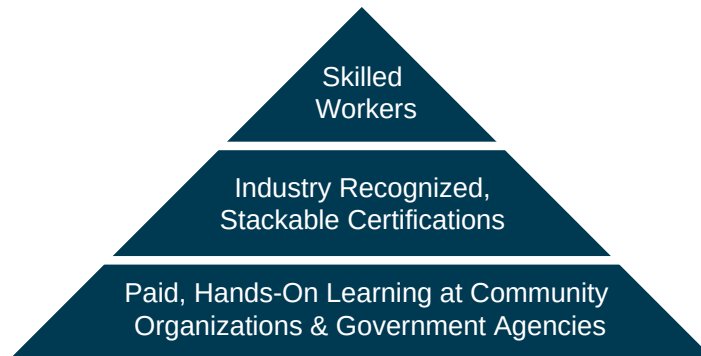 Skilled
Workers
Industry Recognized,
Stackable Certifications
Paid, Hands-On Learning at Community
Organizations & Government Agencies